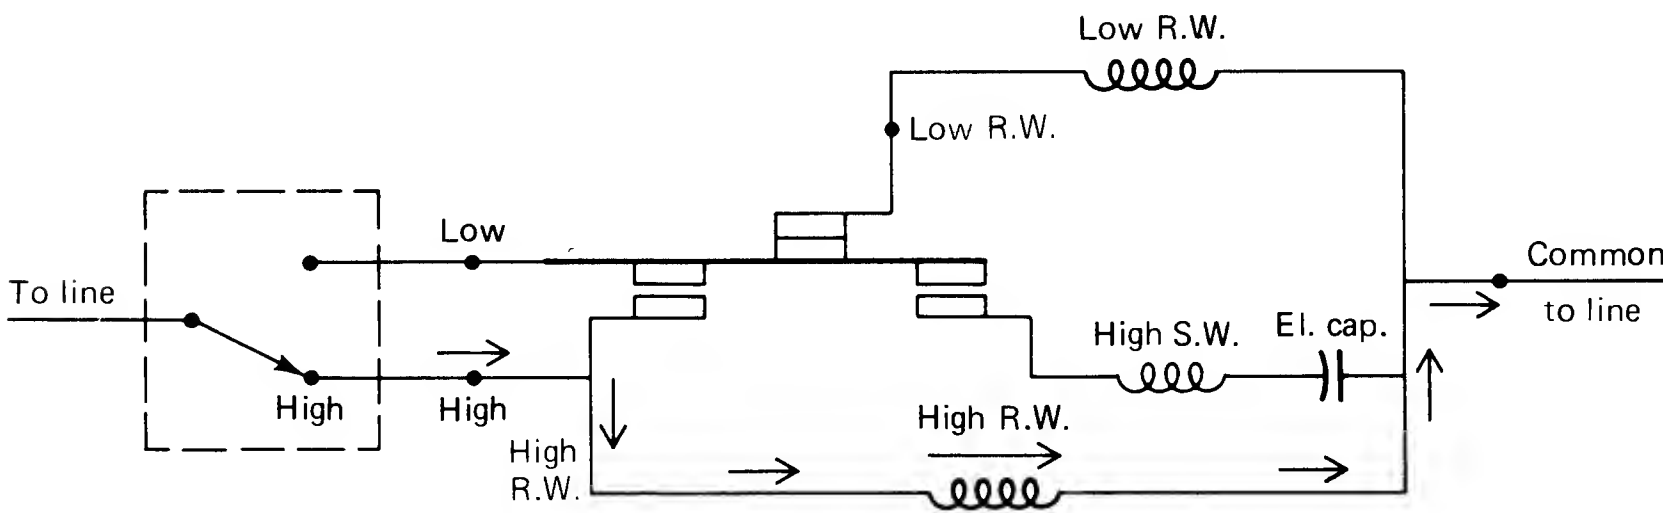 Low R.W.
Low R.W.
Low
Common
to line
To line
High S.W.
El. cap.
High
High
High R.W.
High
R.W.